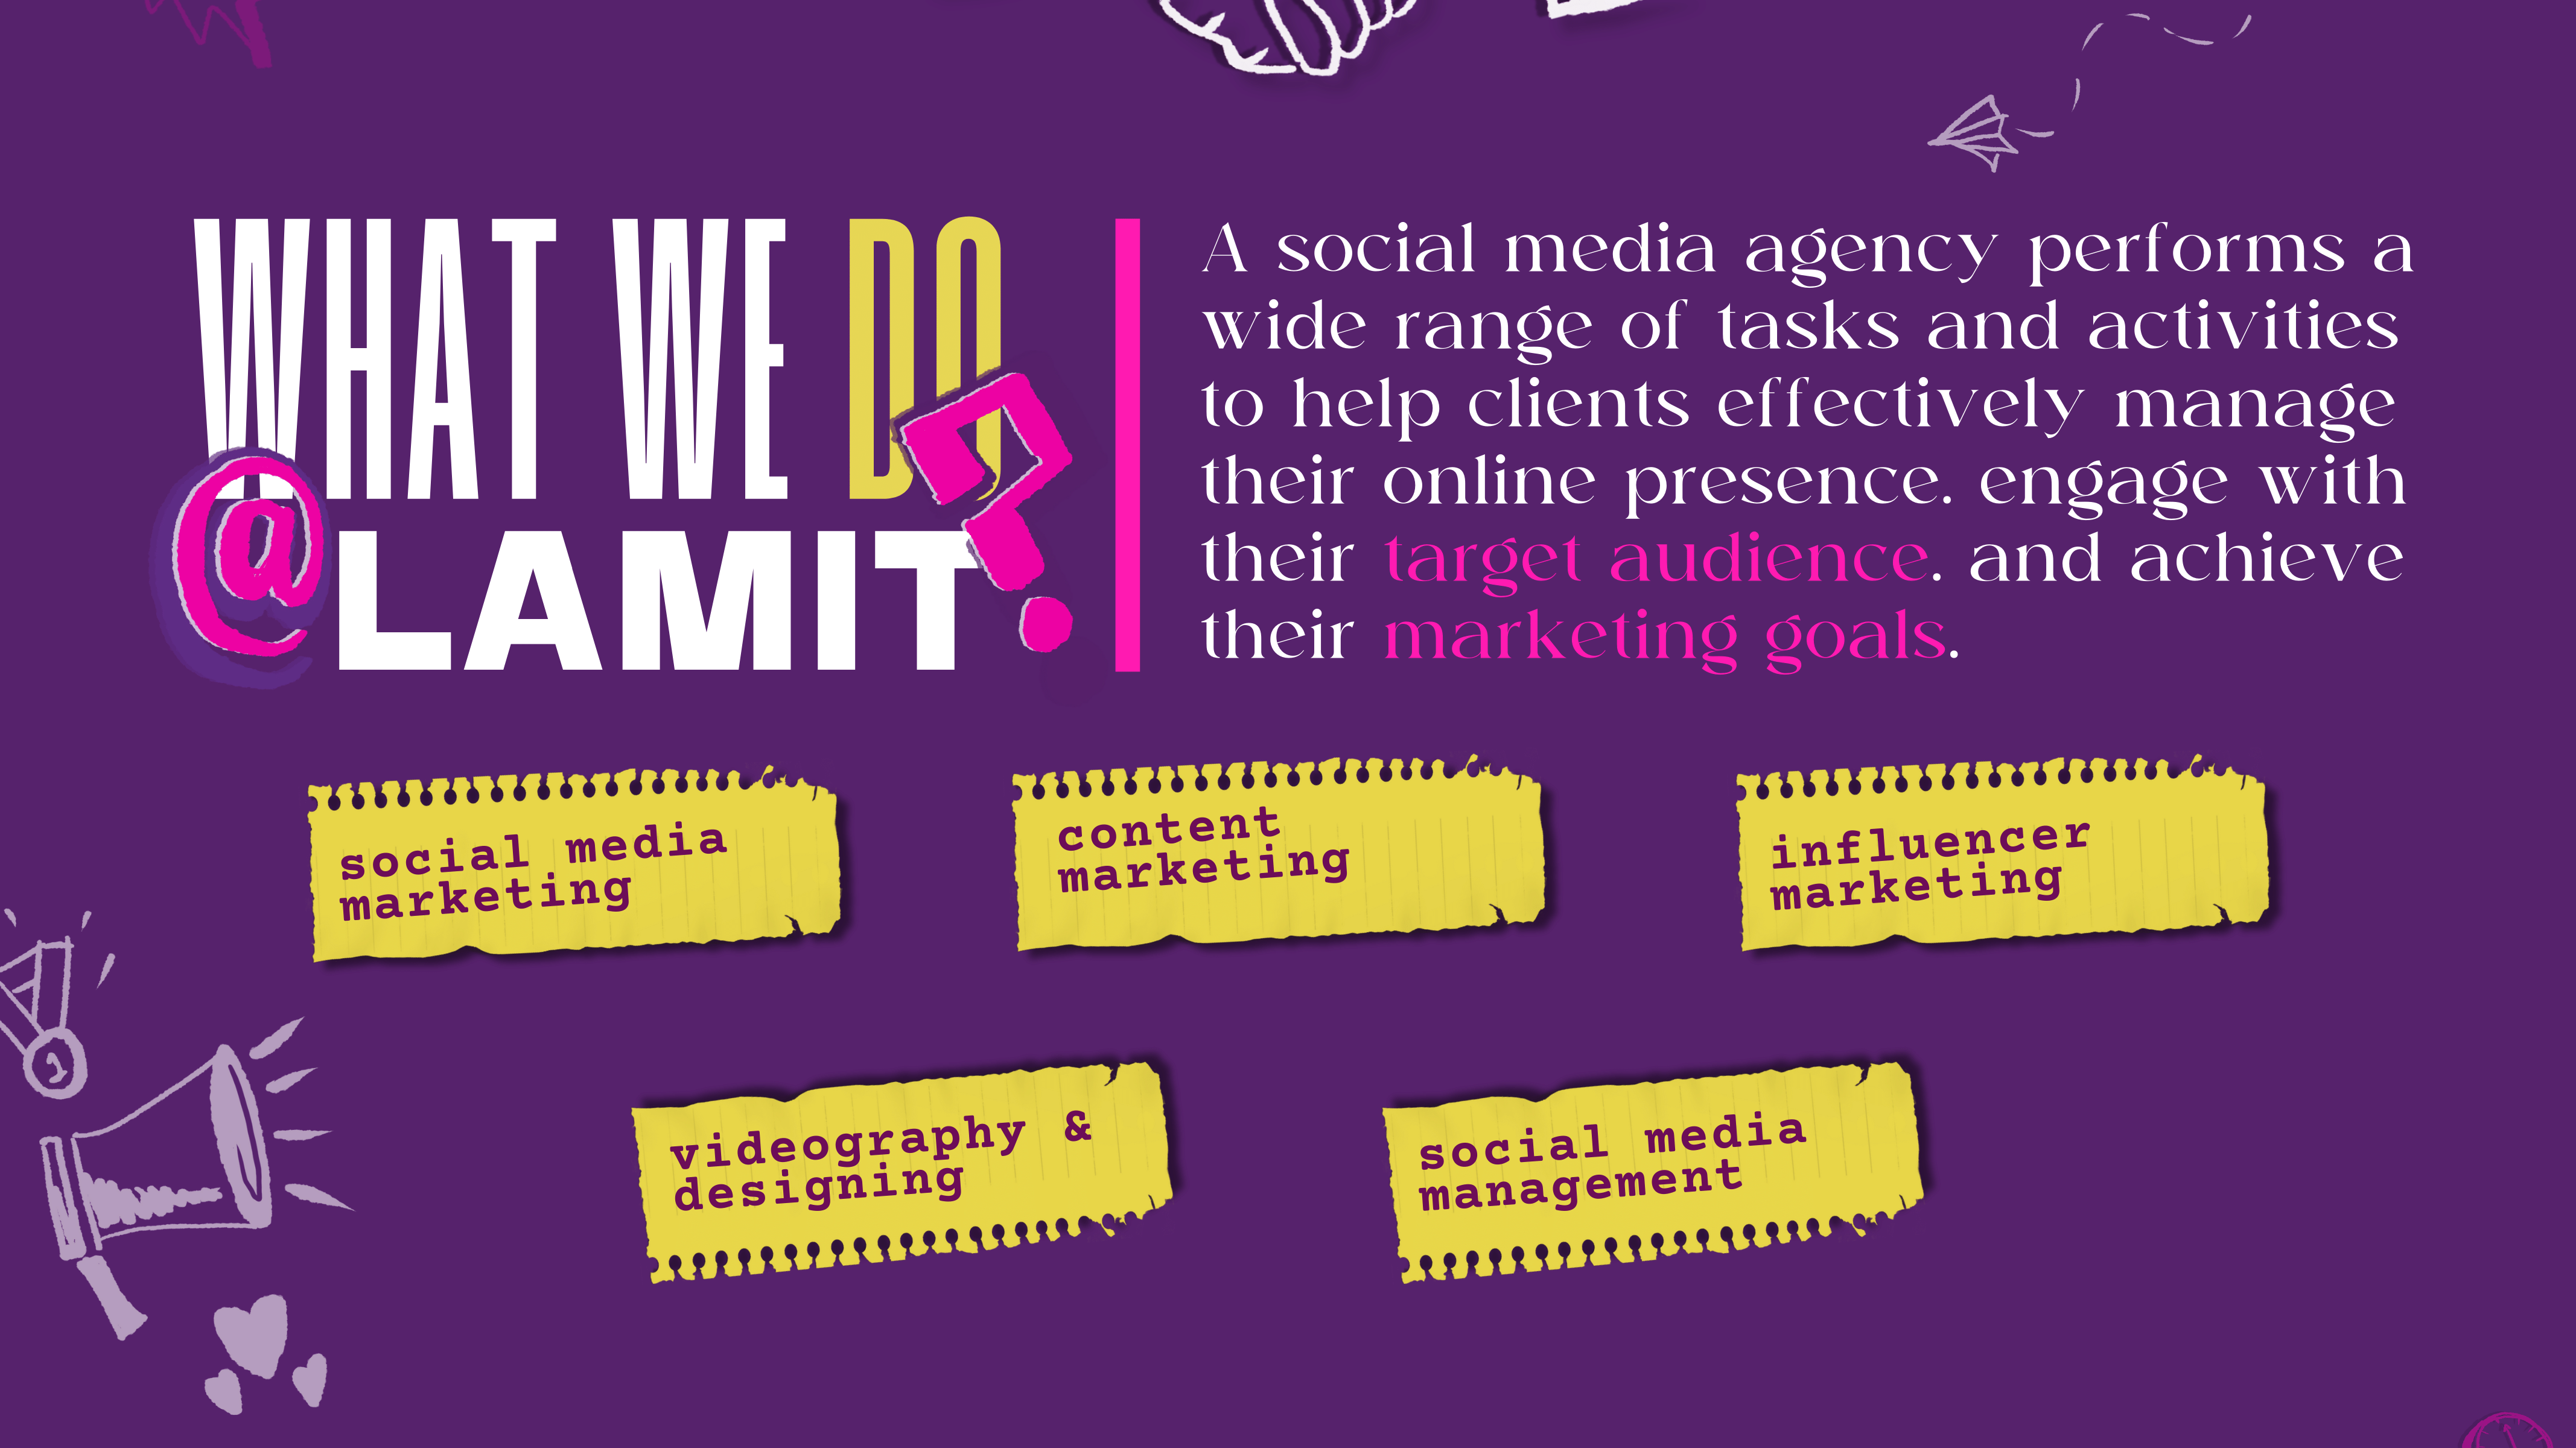 WHAT WE DO
@LAMIT?
A social media agency performs a
wide range of tasks and activities
to help clients effectively manage
their online presence. engage with
their target audience. and achieve
their marketing goals.
social media
marketing
content
marketing
influencer
marketing
videography &
designing
social media
management
1